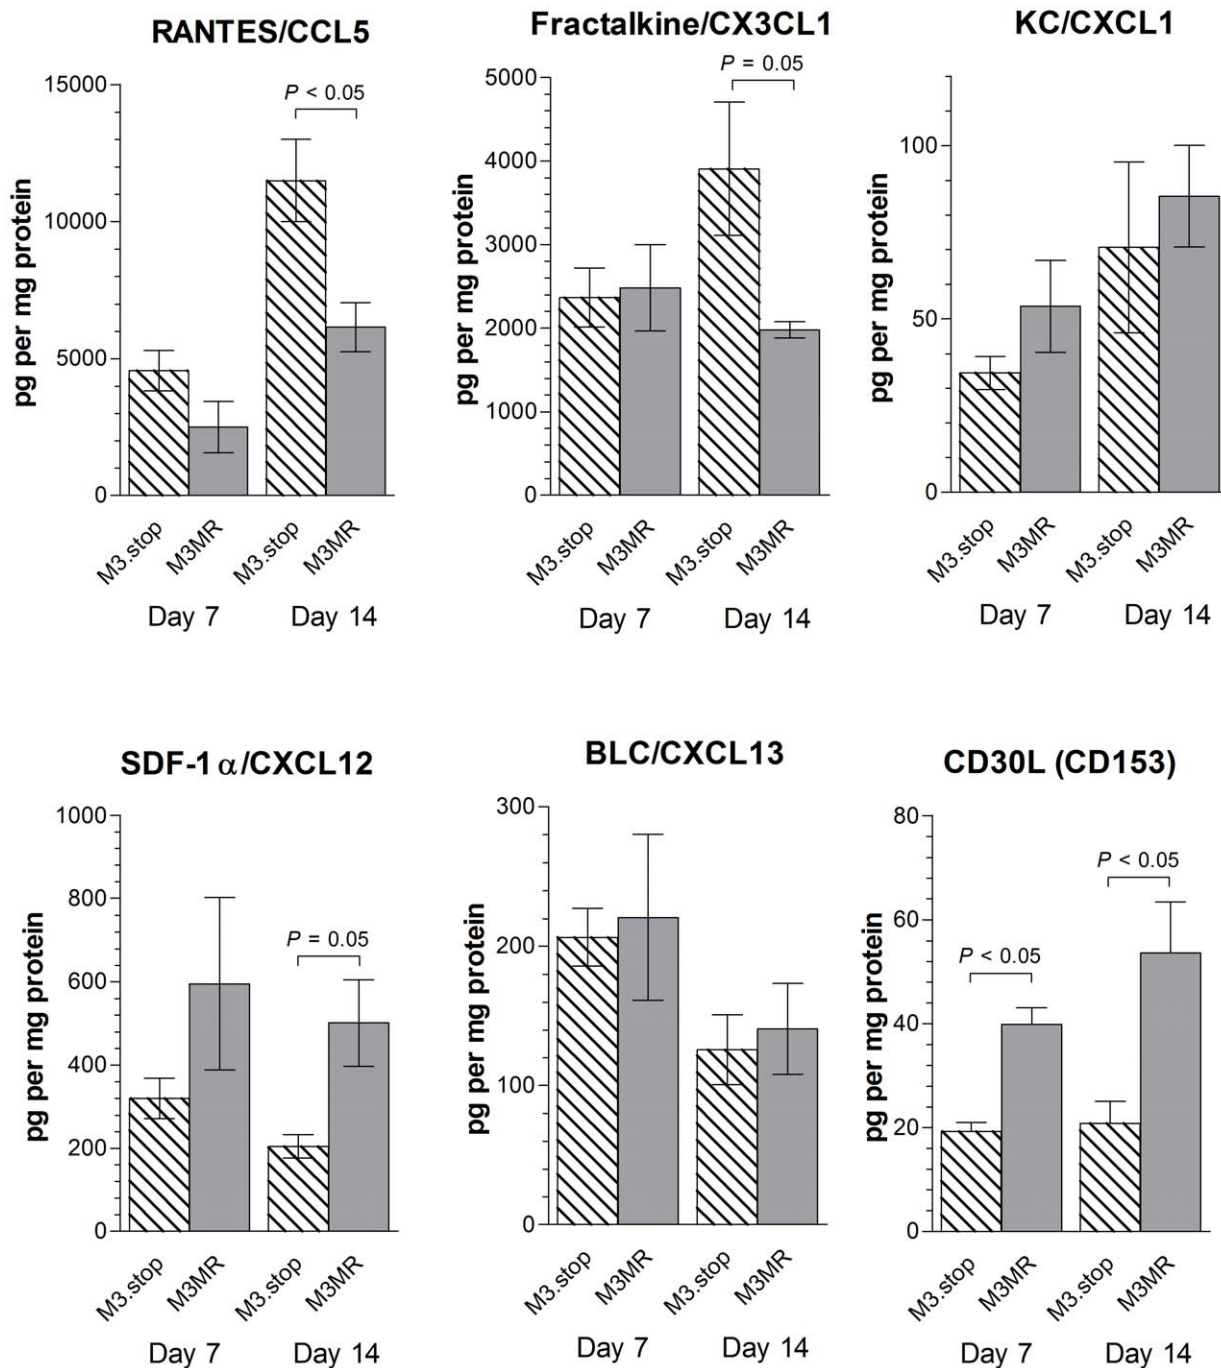 RANTES/CCL5
pg per mg protein
15000
10000
5000
0
P < 0.05
M3.stop
M3MR
M3.stop
M3MR
Day 7
Day 14
Fractalkine/CX3CL1
pg per mg protein
5000
4000
3000
2000
1000
0
P = 0.05
M3.stop
M3MR
M3.stop
M3MR
Day 7
Day 14
KC/CXCL1
pg per mg protein
100
50
0
M3.stop
M3MR
M3.stop
M3MR
Day 7
Day 14
SDF-1 α/CXCL12
pg per mg protein
1000
800
600
400
200
0
P = 0.05
M3.stop
M3MR
M3.stop
M3MR
Day 7
Day 14
BLC/CXCL13
pg per mg protein
300
200
100
0
M3.stop
M3MR
M3.stop
M3MR
Day 7
Day 14
CD30L (CD153)
pg per mg protein
80
60
40
20
0
P < 0.05
P < 0.05
M3.stop
M3MR
M3.stop
M3MR
Day 7
Day 14